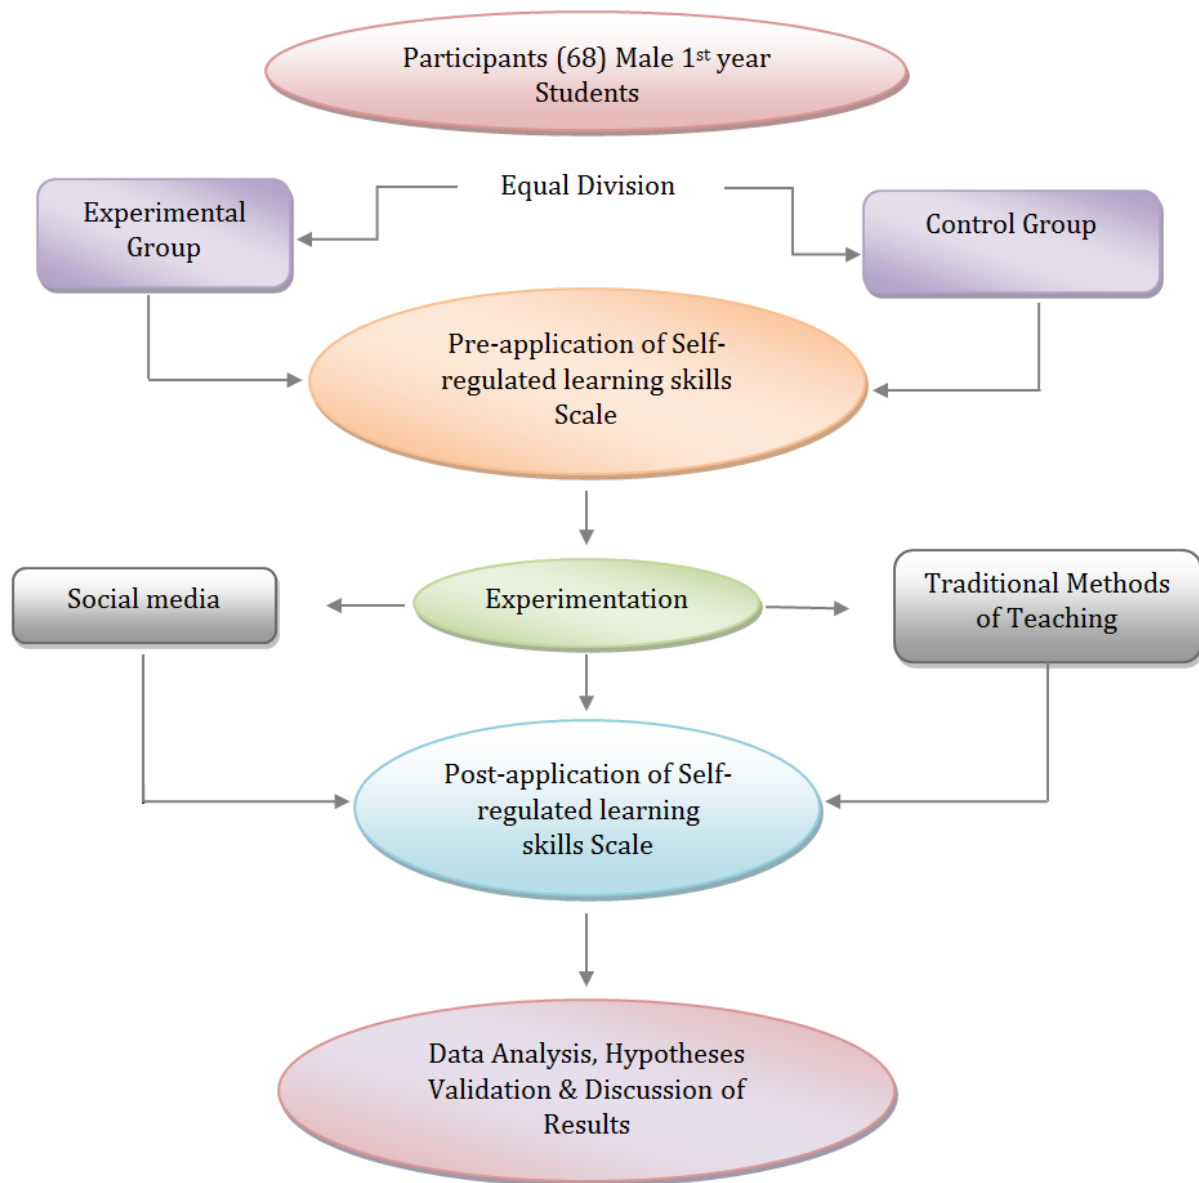 Participants (68) Male 1st year
Students
Equal Division
Experimental
Group
Control Group
Pre-application of Self-
regulated learning skills
Scale
Social media
Experimentation
Traditional Methods
of Teaching
Post-application of Self-
regulated learning
skills Scale
Data Analysis, Hypotheses
Validation & Discussion of
Results